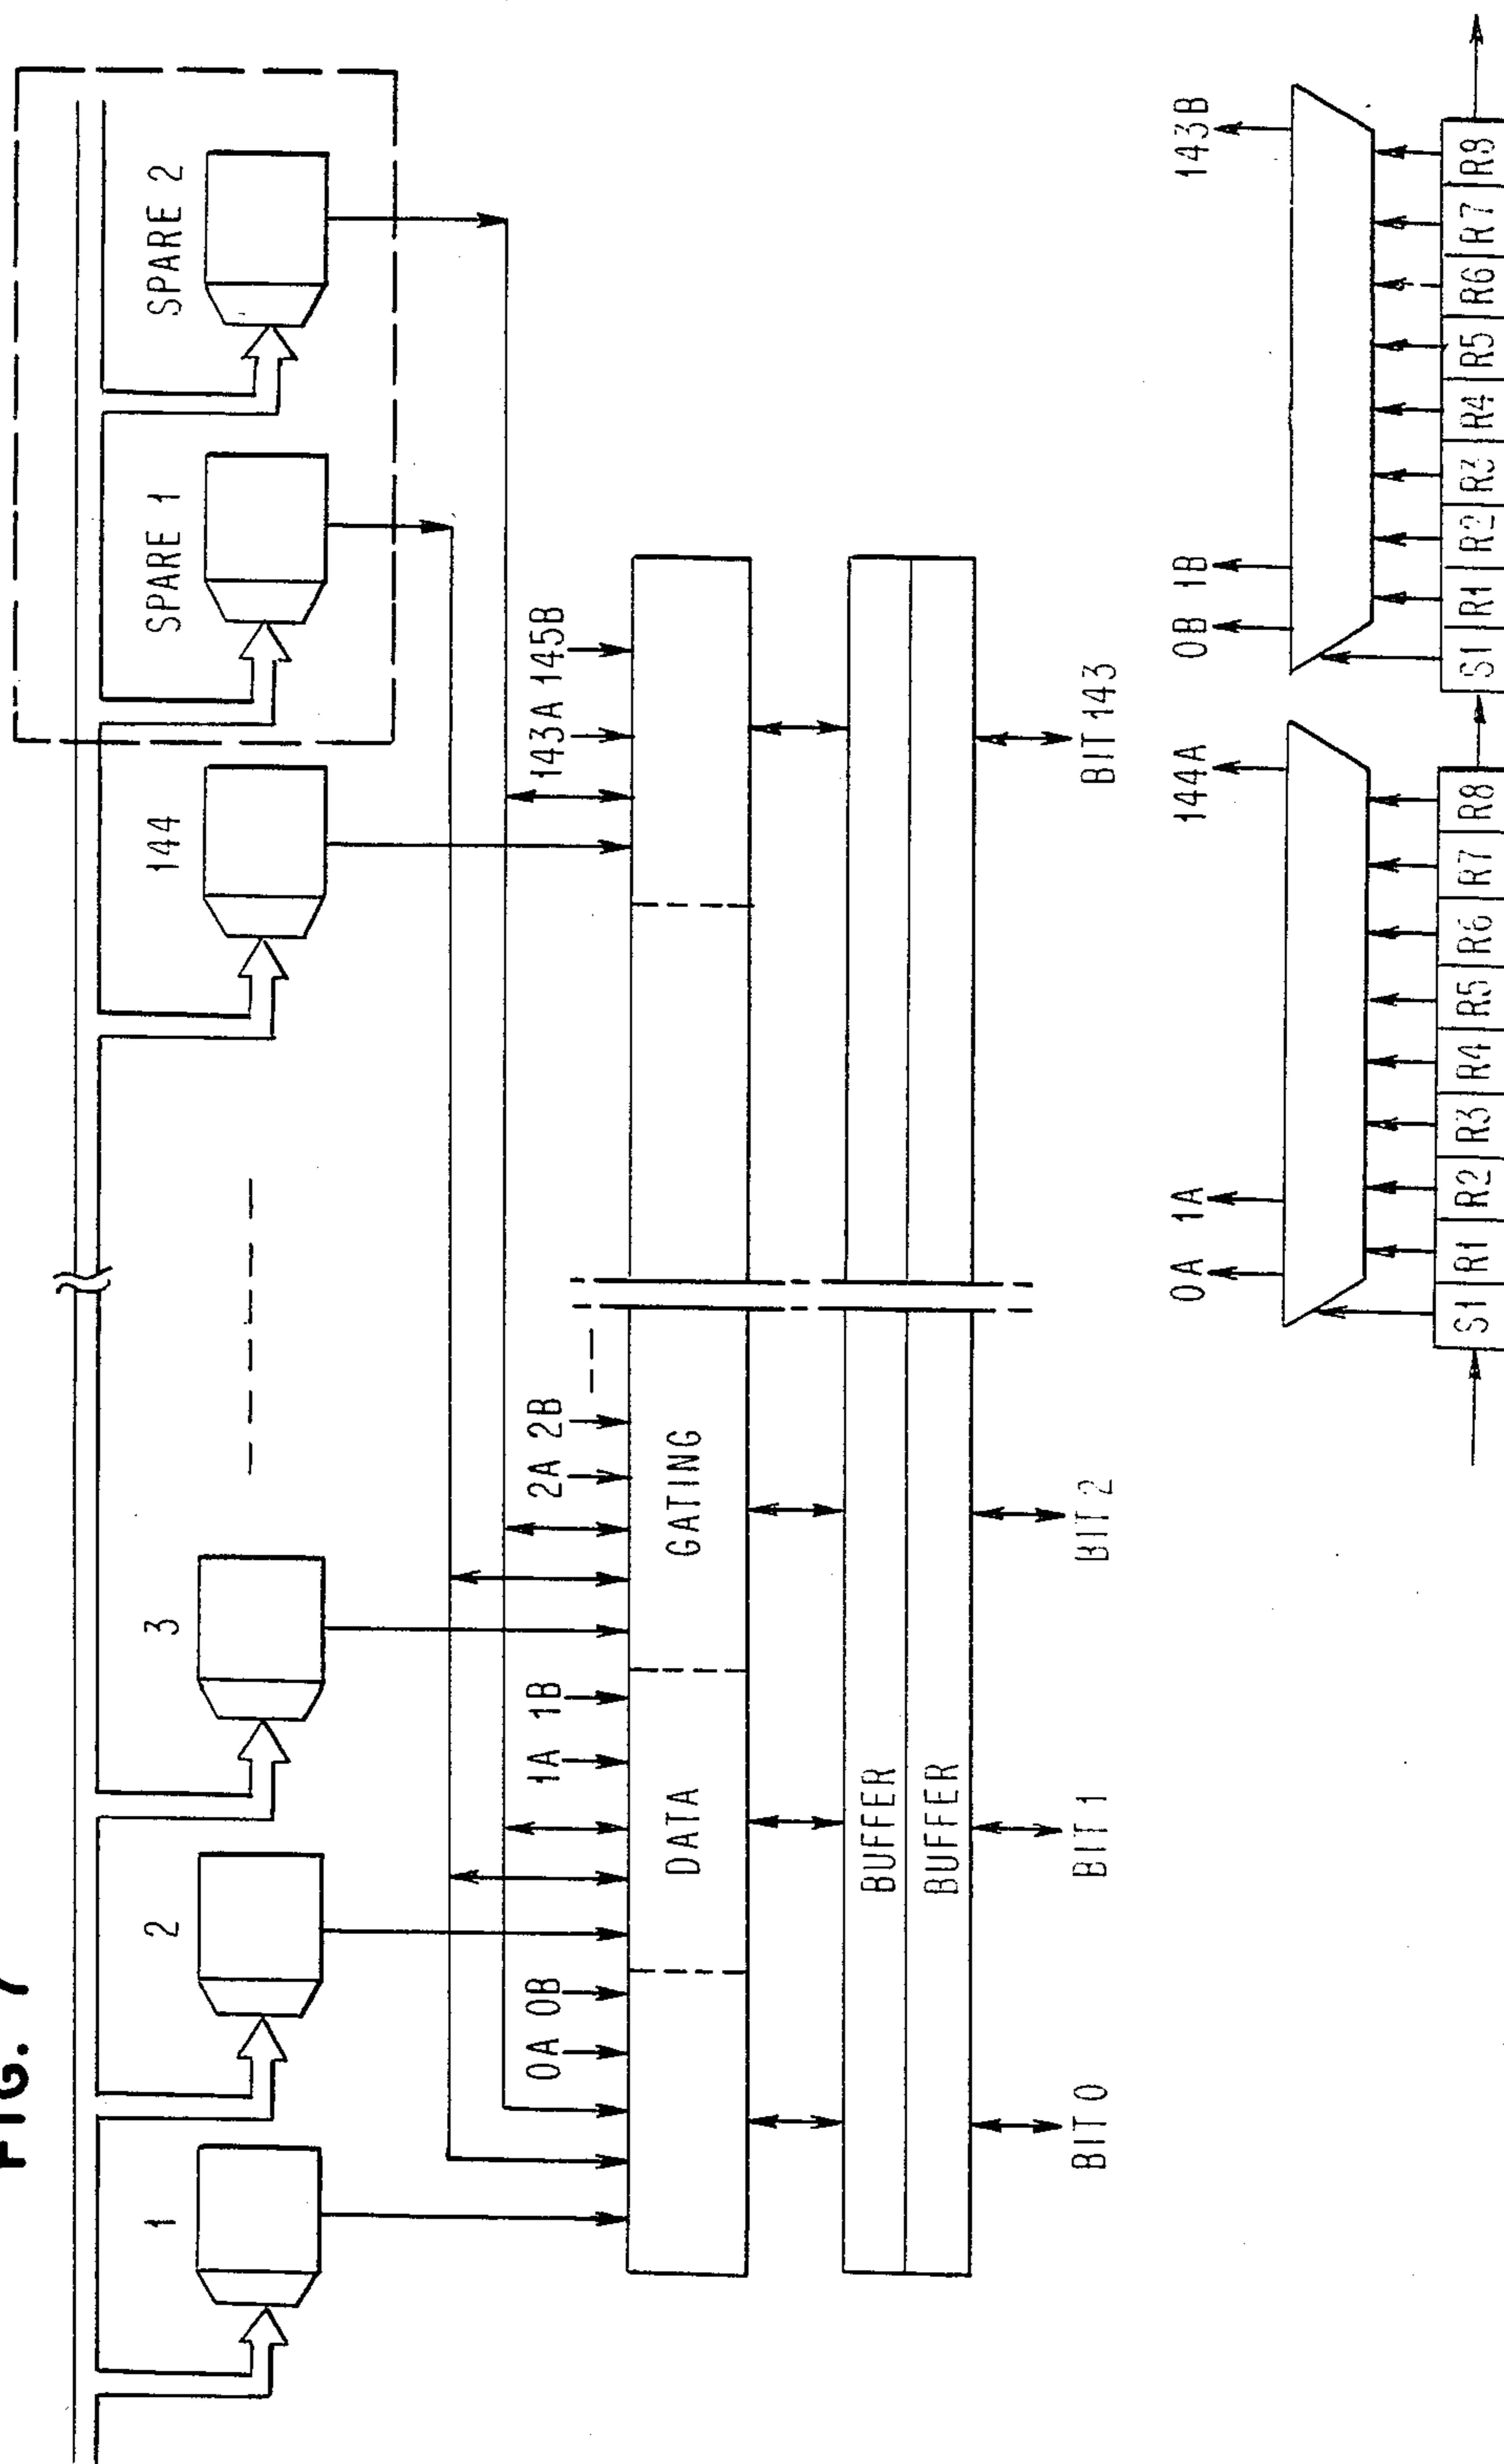 FIG. 7
1
2
3
144
SPARE 1
SPARE 2
0A 0B
1A 1B
2A 2B
143A 145B
DATA
GATING
BUFFER
BUFFER
BIT 0
BIT 1
BIT 2
BIT 143
0A 1A
144A
0B 1B
143B
S1 R1 R2 R3 R4 R5 R6 R7 R8
S1 R1 R2 R3 R4 R5 R6 R7 R8